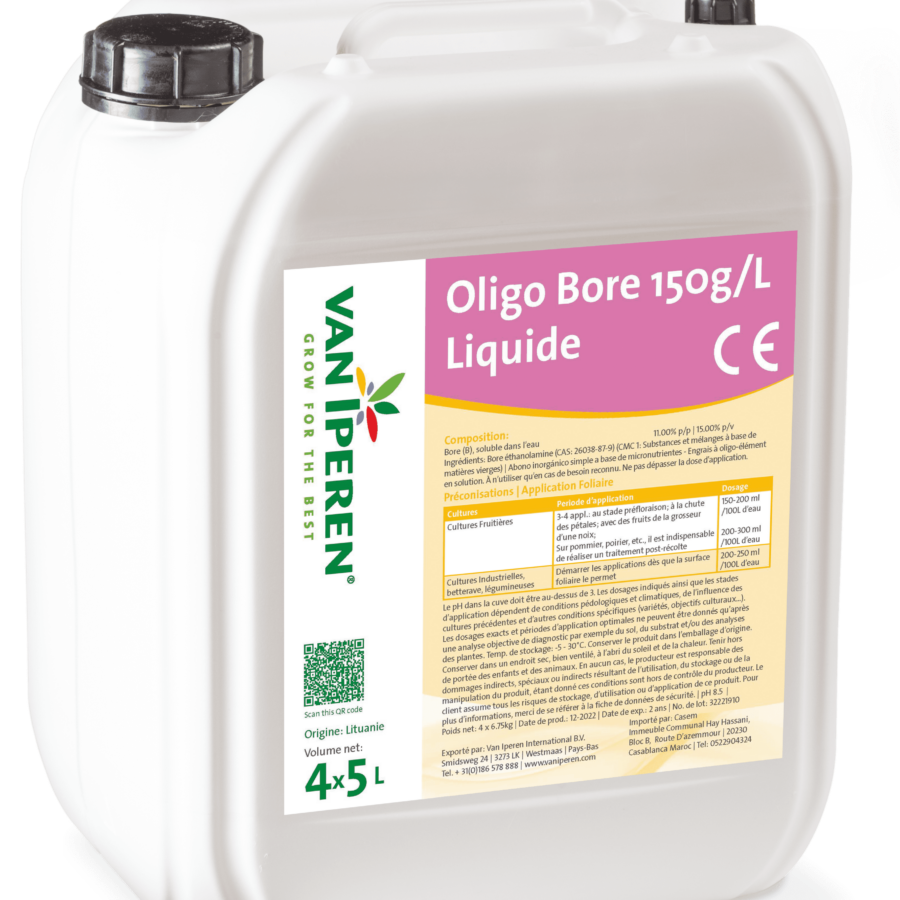 VAN IPEREN®
GROW FOR THE BEST
Scan this QR code
Origine: Lituanie
Volume net:
4x5 L
Oligo Bore 150g/L
Liquide
CE
Composition:
Bore (B), soluble dans l'eau 11,00% p/p | 15,00% p/v
Ingrédients: Bore éthanolamine (CAS: 26038-87-9) (CMC 1: Substances et mélanges à base de
matières vierges) | Abono inorgánico simple a base de micronutrientes - Engrais à oligo-élément
en solution. À n'utiliser qu'en cas de besoin reconnu. Ne pas dépasser la dose d'application.
Préconisations | Application Foliaire
Cultures Periode d'application Dosage
Cultures Fruitières
3-4 appl.: au stade préfloraison; à la chute
des pétales; avec des fruits de la grosseur
d'une noix;
150-200 ml
/100L d'eau
Sur pommier, poirier, etc., il est indispensable
de réaliser un traitement post-récolte
200-300 ml
/100L d'eau
Cultures Industrielles,
betterave, légumineuses
Démarrer les applications dès que la surface
foliaire le permet
200-250 ml
/100L d'eau
Le pH dans la cuve doit être au-dessus de 3. Les dosages indiqués ainsi que les stades
d'application dépendent de conditions pédologiques et climatiques, de l'influence des
cultures précédentes et d'autres conditions spécifiques (variétés, objectifs culturaux...).
Les dosages exacts et périodes d'application optimales ne peuvent être donnés qu'après
une analyse objective de diagnostic par exemple du sol, du substrat et/ou des analyses
des plantes. Temp. de stockage: -5 - 30°C. Conserver le produit dans l'emballage d'origine.
Conserver dans un endroit sec, bien ventilé, à l'abri du soleil et de la chaleur. Tenir hors
de portée des enfants et des animaux. En aucun cas, le producteur est responsable des
dommages indirects, spéciaux ou indirects résultant de l'utilisation, du stockage ou de la
manipulation du produit, étant donné ces conditions sont hors de contrôle du producteur. Le
client assume tous les risques de stockage, d'utilisation ou d'application de ce produit. Pour
plus d'informations, merci de se référer à la fiche de données de sécurité. | pH 8.5 |
Poids net: 4 x 6.75kg | Date de prod.: 12-2022 | Date de exp.: 2 ans | No. de lot: 32221910
Exporté par: Van Iperen International B.V.
Smidsweg 24 | 3273 LK | Westmaas | Pays-Bas
Tel. + 31(0)186 578 888 | www.vaniperen.com
Importé par: Casem
Immeuble Communal Hay Hassani,
Bloc B, Route D'azemmour | 20230
Casablanca Maroc | Tel: 0522904324